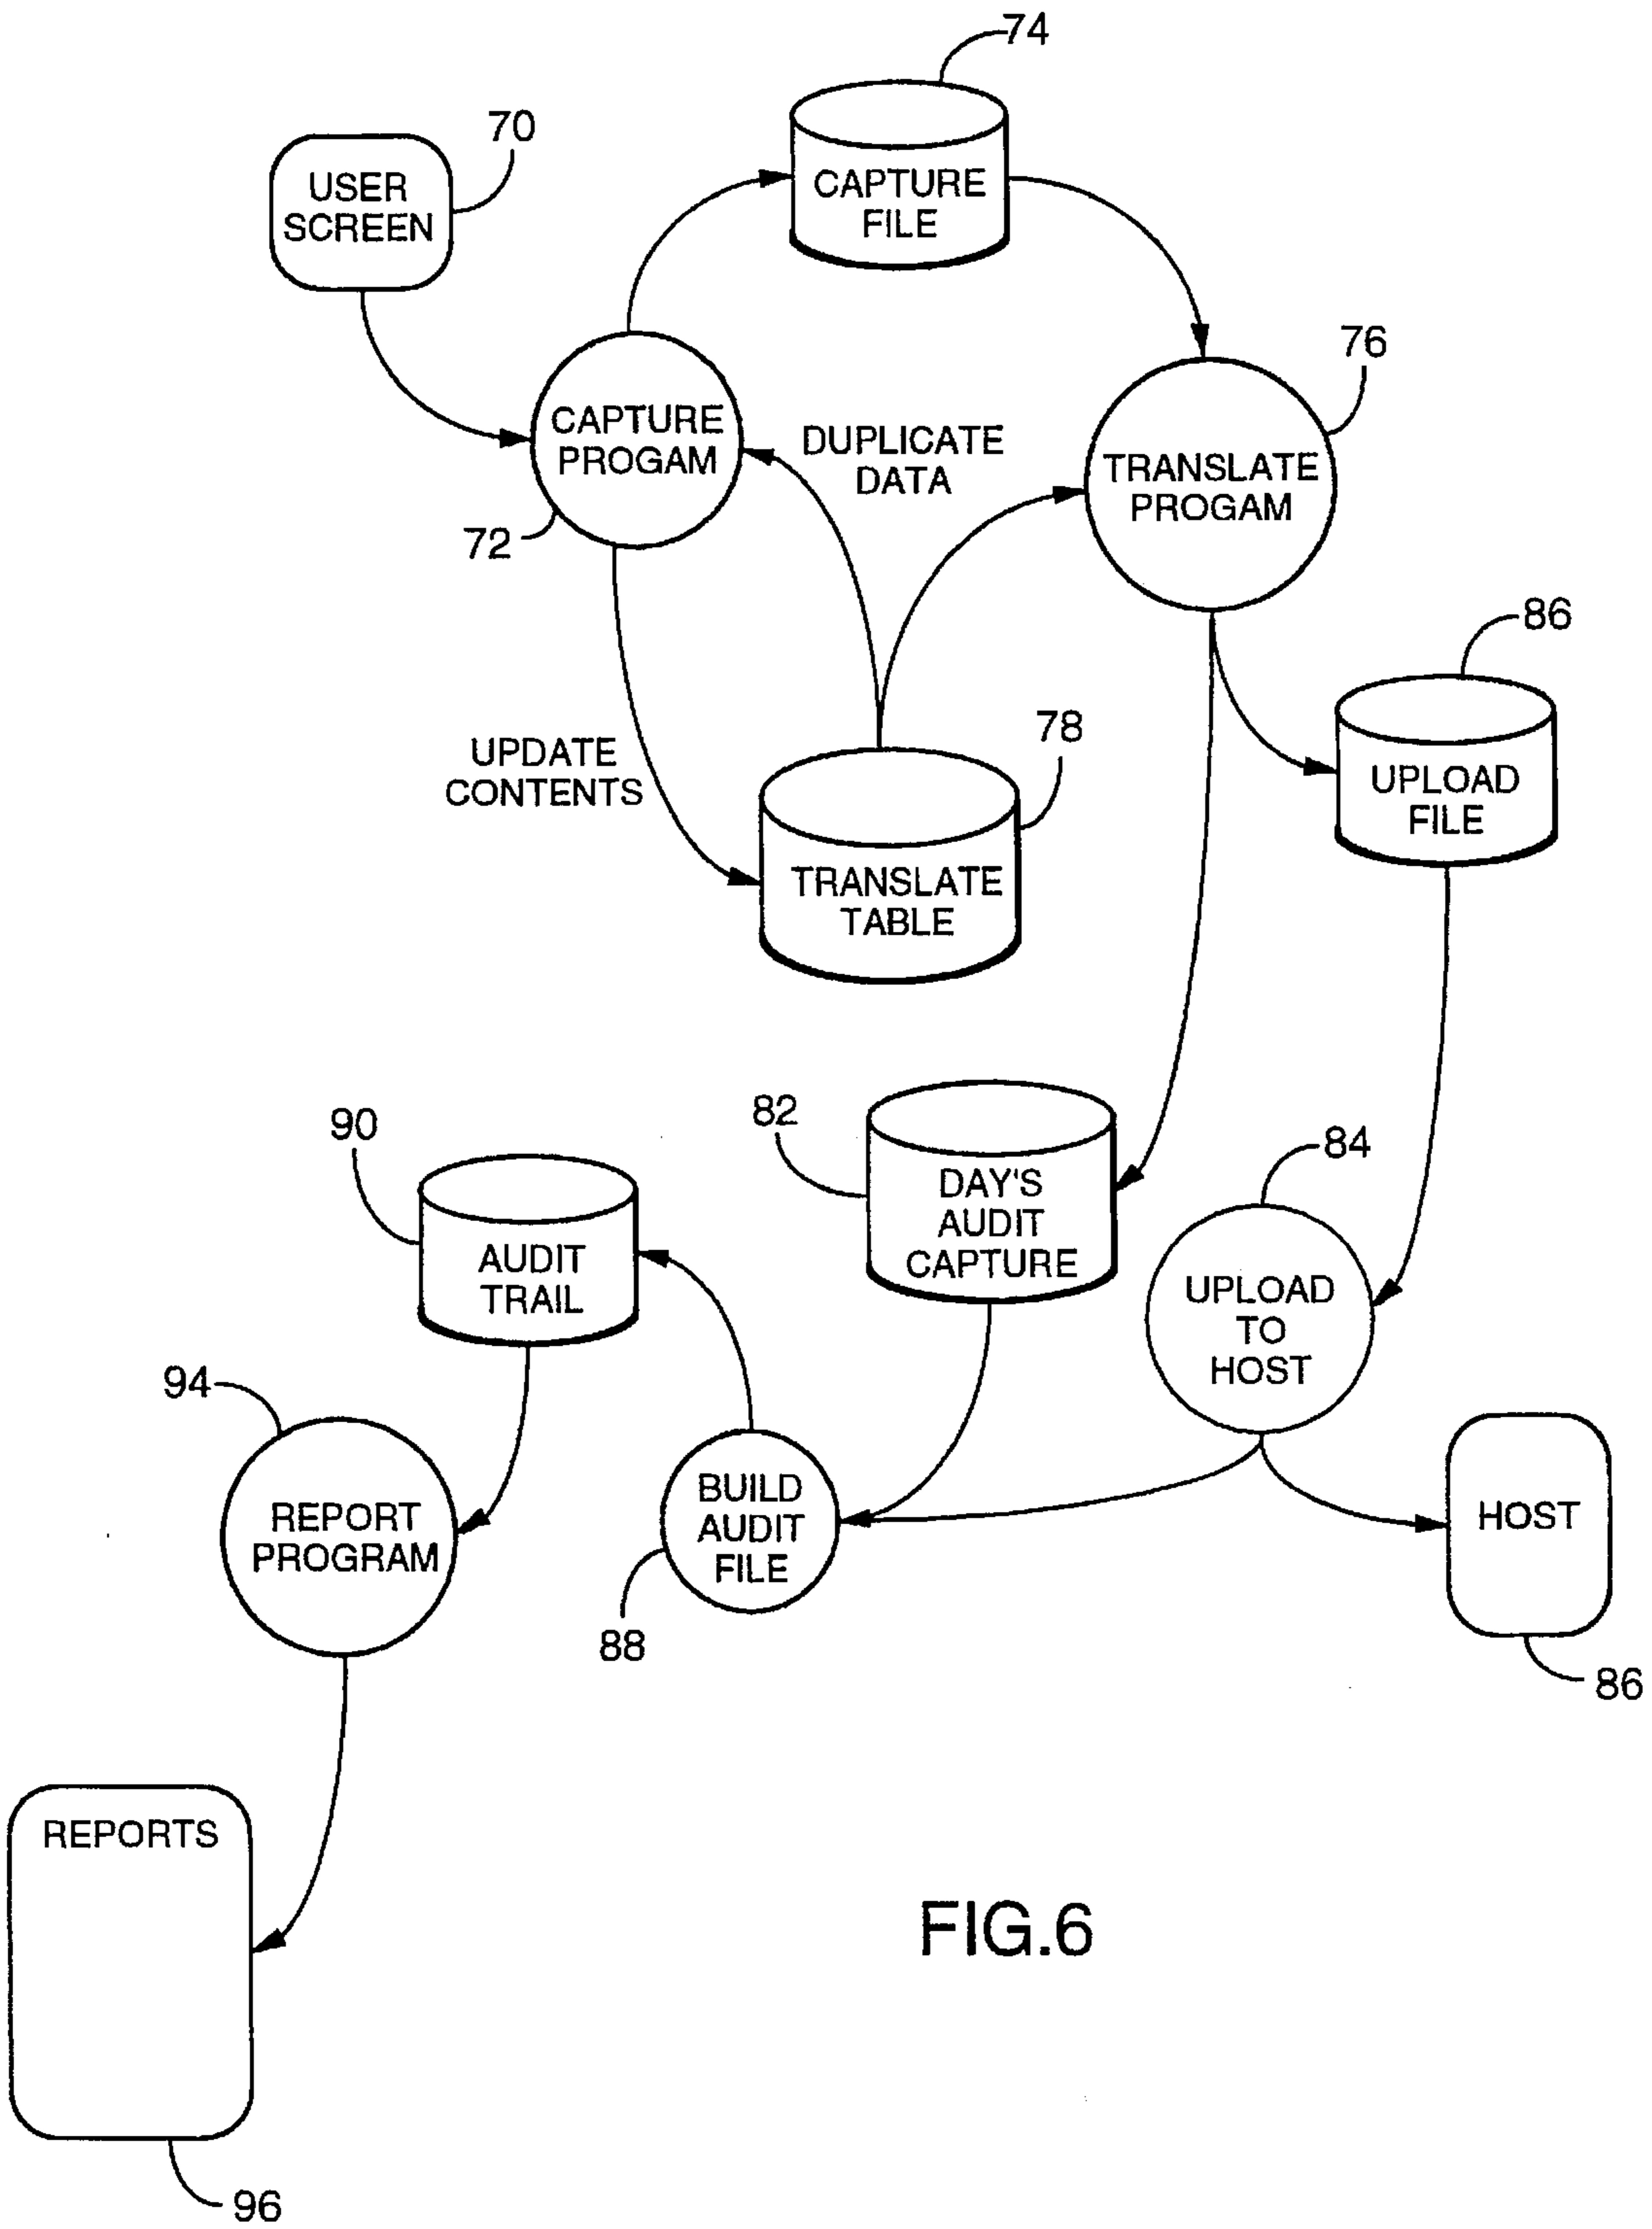 74
70
USER
SCREEN
CAPTURE
FILE
76
CAPTURE
PROGAM
DUPLICATE
DATA
TRANSLATE
PROGAM
72
86
78
UPDATE
CONTENTS
UPLOAD
FILE
TRANSLATE
TABLE
90
82
84
DAY'S
AUDIT
CAPTURE
AUDIT
TRAIL
UPLOAD
TO
HOST
94
BUILD
AUDIT
FILE
HOST
REPORT
PROGRAM
88
86
REPORTS
FIG.6
96